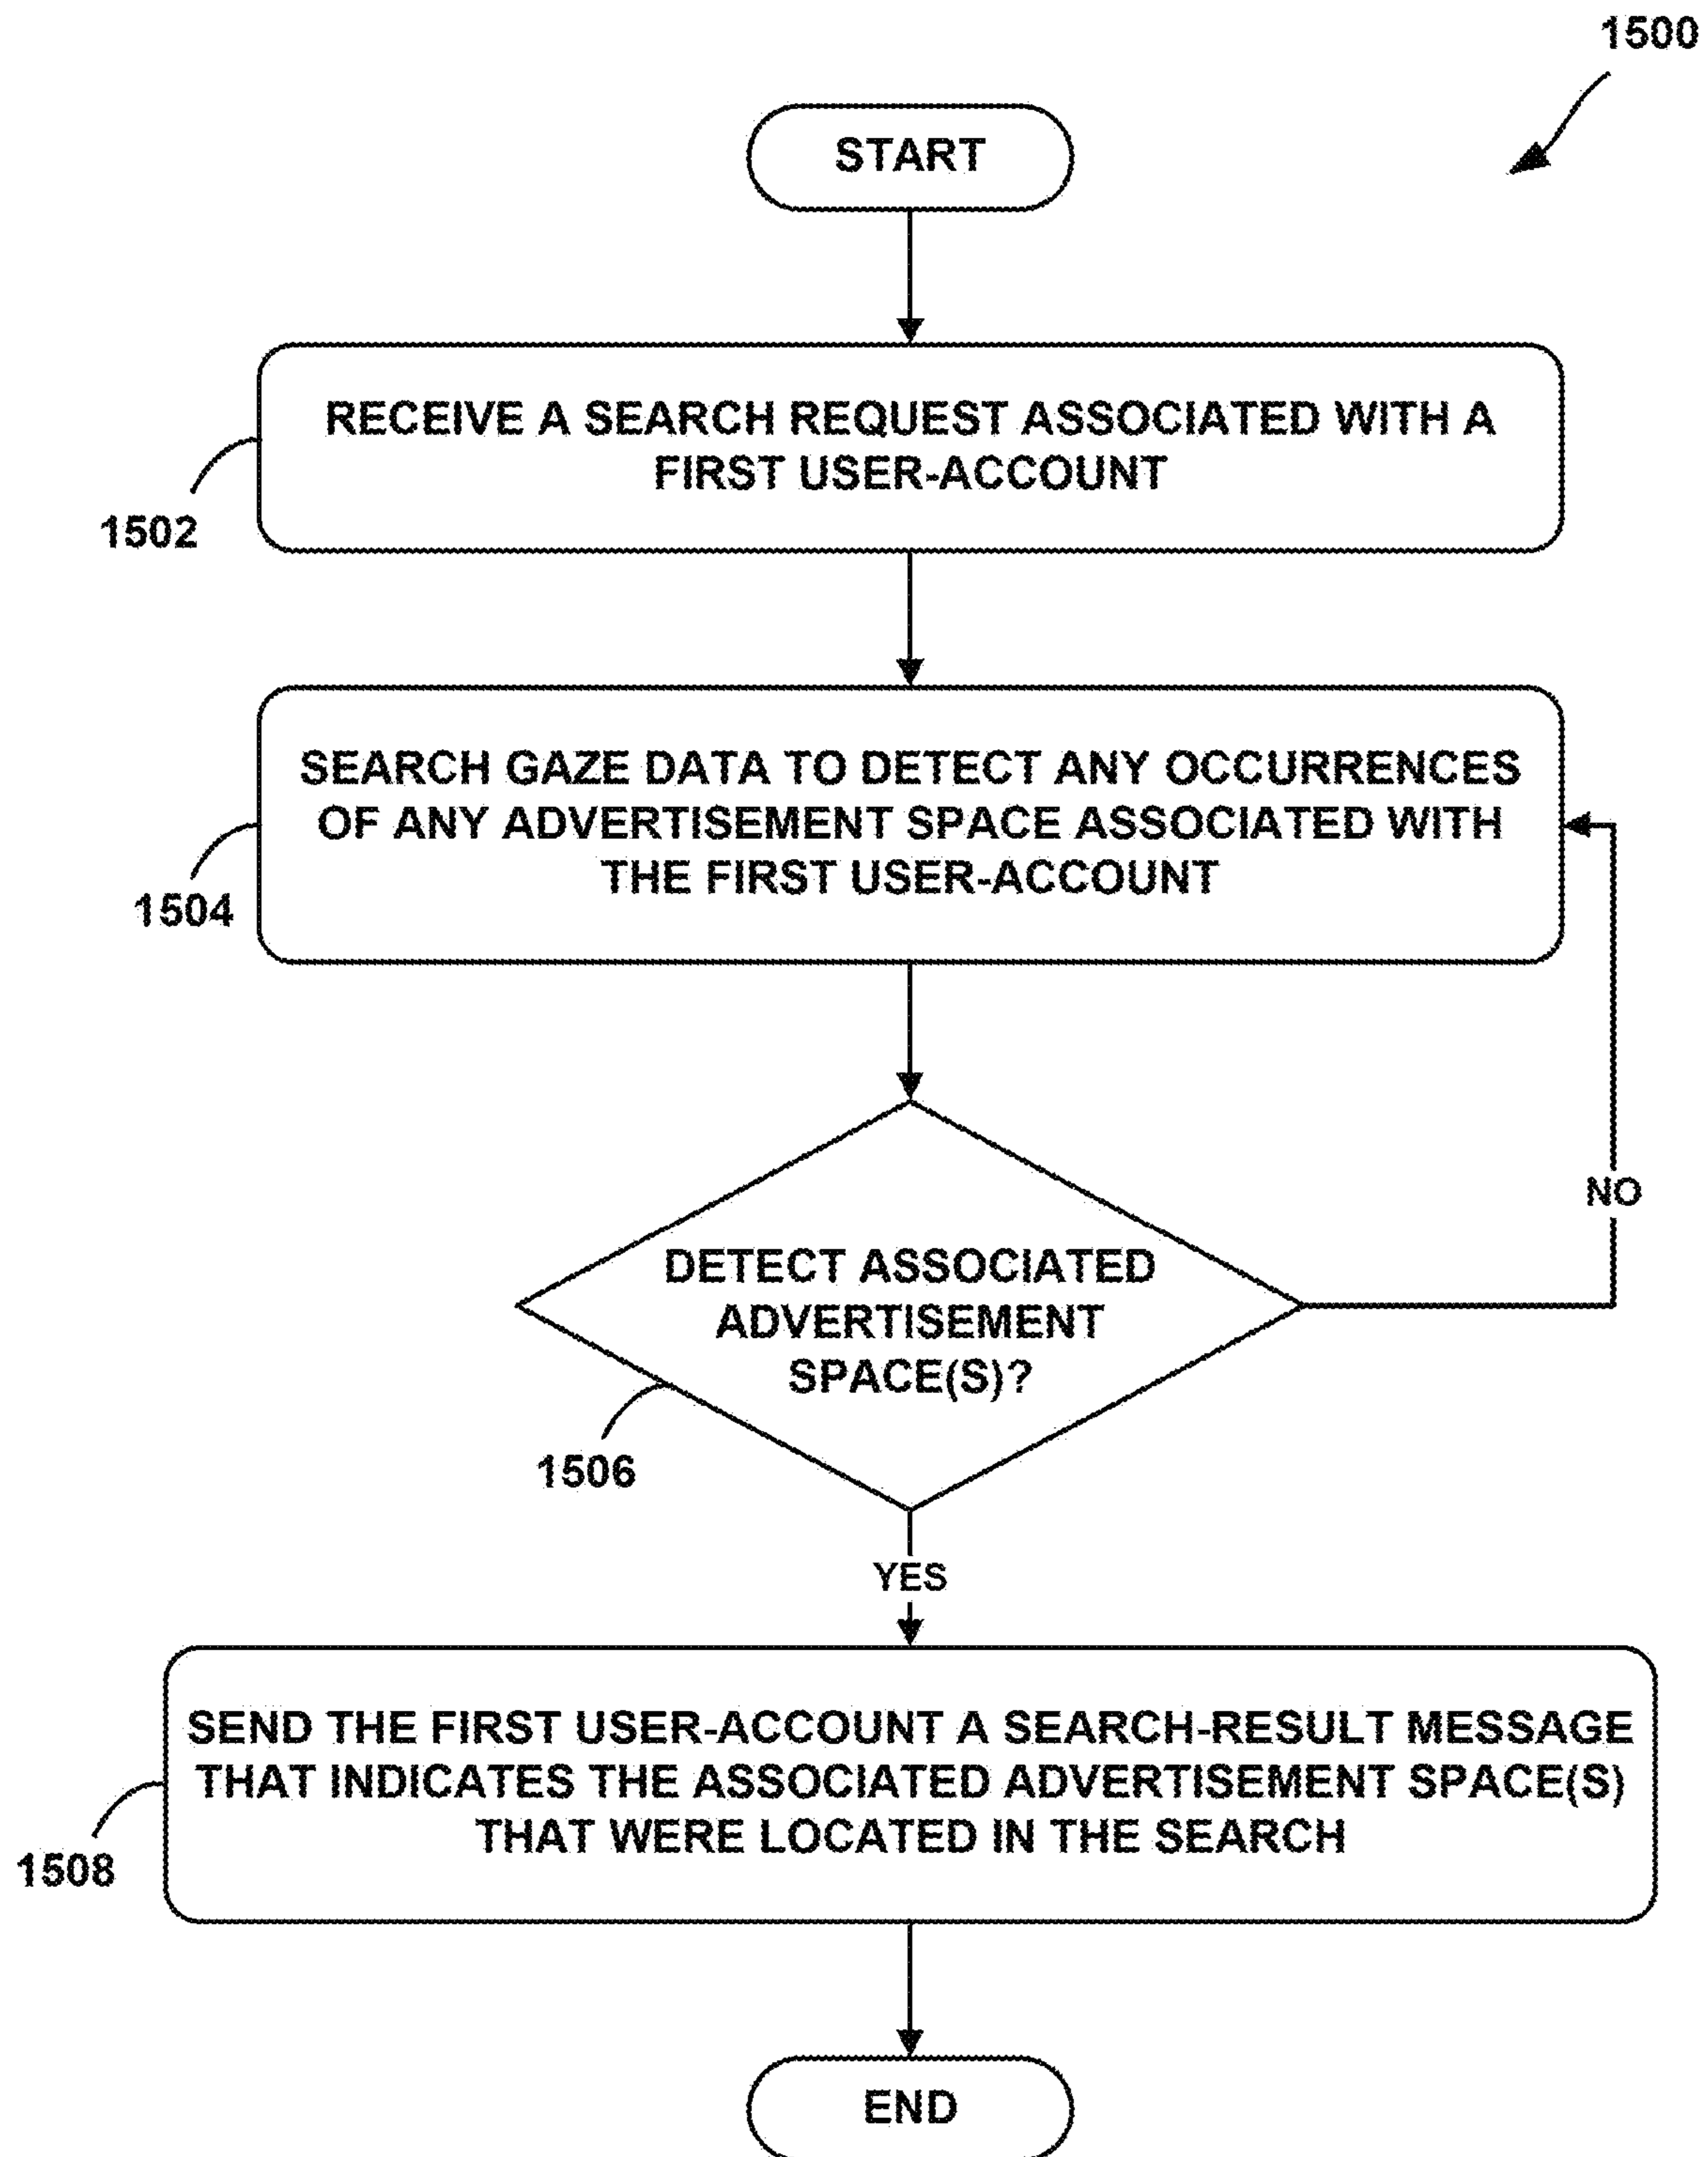 1500
START
RECEIVE A SEARCH REQUEST ASSOCIATED WITH A
FIRST USER-ACCOUNT
1502
SEARCH GAZE DATA TO DETECT ANY OCCURRENCES
OF ANY ADVERTISEMENT SPACE ASSOCIATED WITH
THE FIRST USER-ACCOUNT
1504
NO
DETECT ASSOCIATED
ADVERTISEMENT
SPACE(S)?
1506
YES
SEND THE FIRST USER-ACCOUNT A SEARCH-RESULT MESSAGE
THAT INDICATES THE ASSOCIATED ADVERTISEMENT SPACE(S)
THAT WERE LOCATED IN THE SEARCH
1508
END